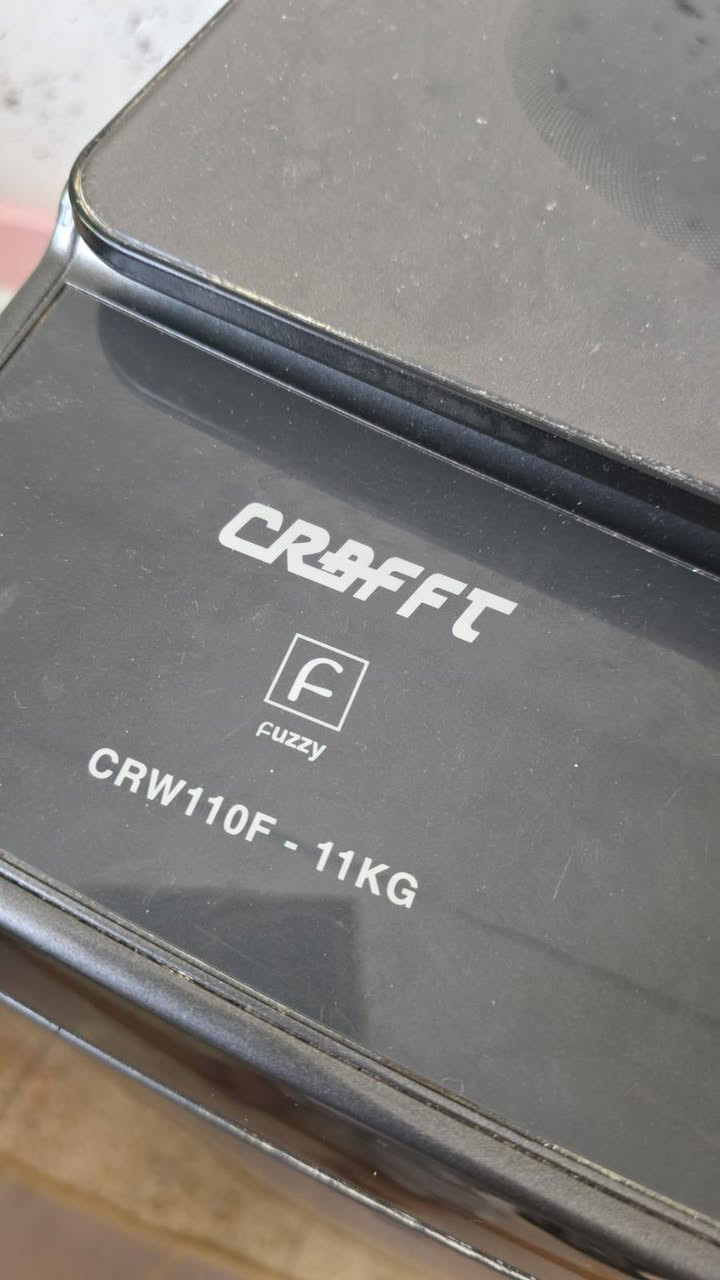 CRAFFT
F
Fuzzy
CRW110F - 11KG